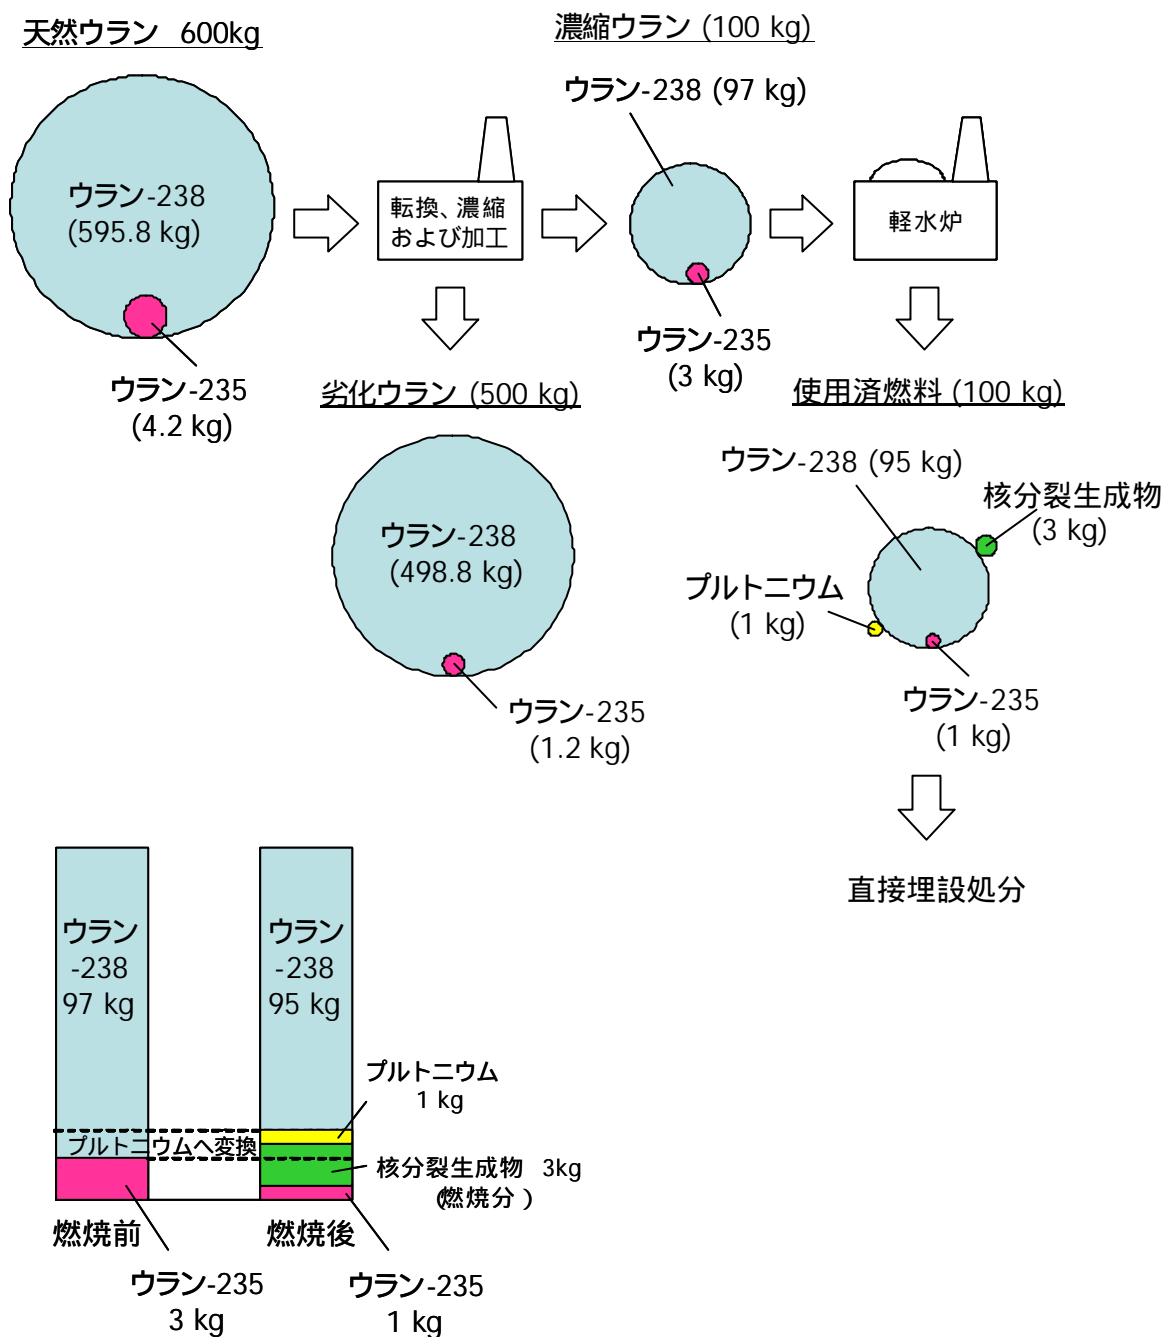 天然ウラン 600kg
濃縮ウラン (100 kg)
ウラン-238 (97 kg)
ウラン-238
(595.8 kg)
転換、濃縮
および加工
軽水炉
ウラン-235
(4.2 kg)
ウラン-235
(3 kg)
劣化ウラン (500 kg)
使用済燃料 (100 kg)
ウラン-238
(498.8 kg)
ウラン-235
(1.2 kg)
ウラン-238 (95 kg)
核分裂生成物
(3 kg)
プルトニウム
(1 kg)
ウラン-235
(1 kg)
直接埋設処分
ウラン
-238
97 kg
ウラン
-238
95 kg
プルトニウム
1 kg
プルトニウムへ変換
核分裂生成物 3kg
(燃焼分)
燃焼前
燃焼後
ウラン-235
3 kg
ウラン-235
1 kg